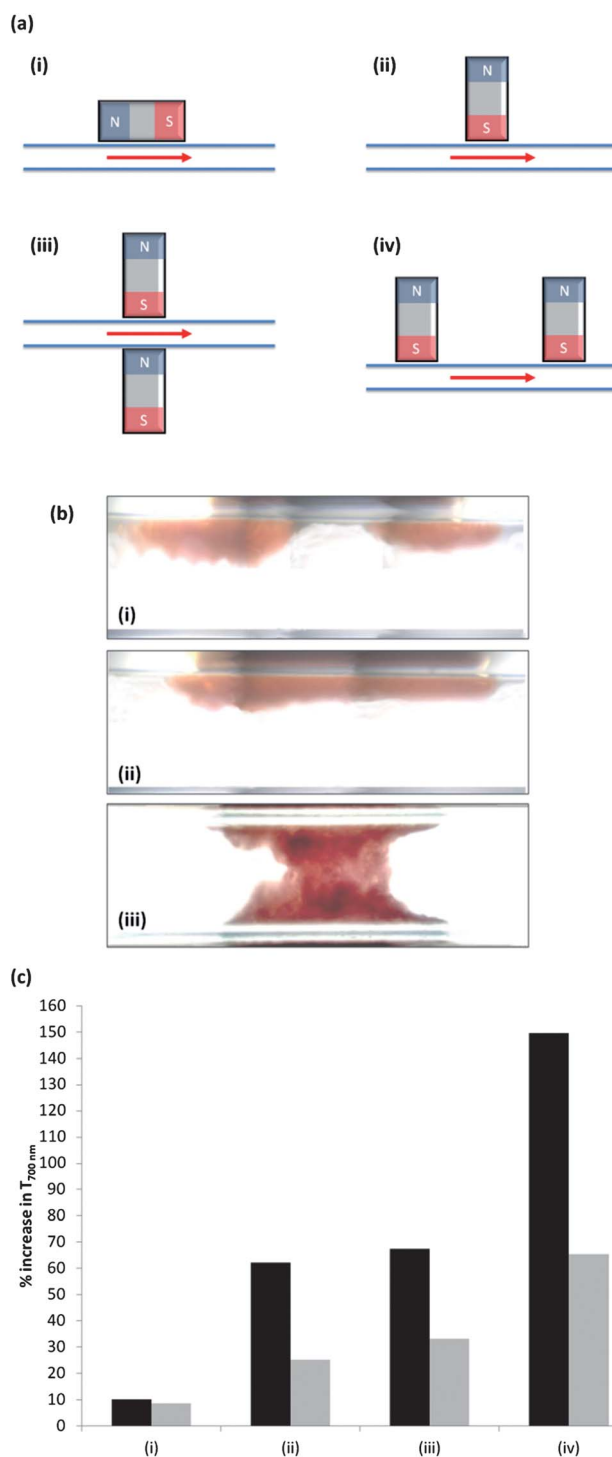 (a)
(i)
(ii)
N S
N
S
(iii)
(iv)
N
S
N
S
N
S
N
S
(b)
(i)
(ii)
(iii)
(c)
160
150
140
130
120
110
100
90
80
70
60
50
40
30
20
10
0
% increase in T700 nm
(i) (ii) (iii) (iv)